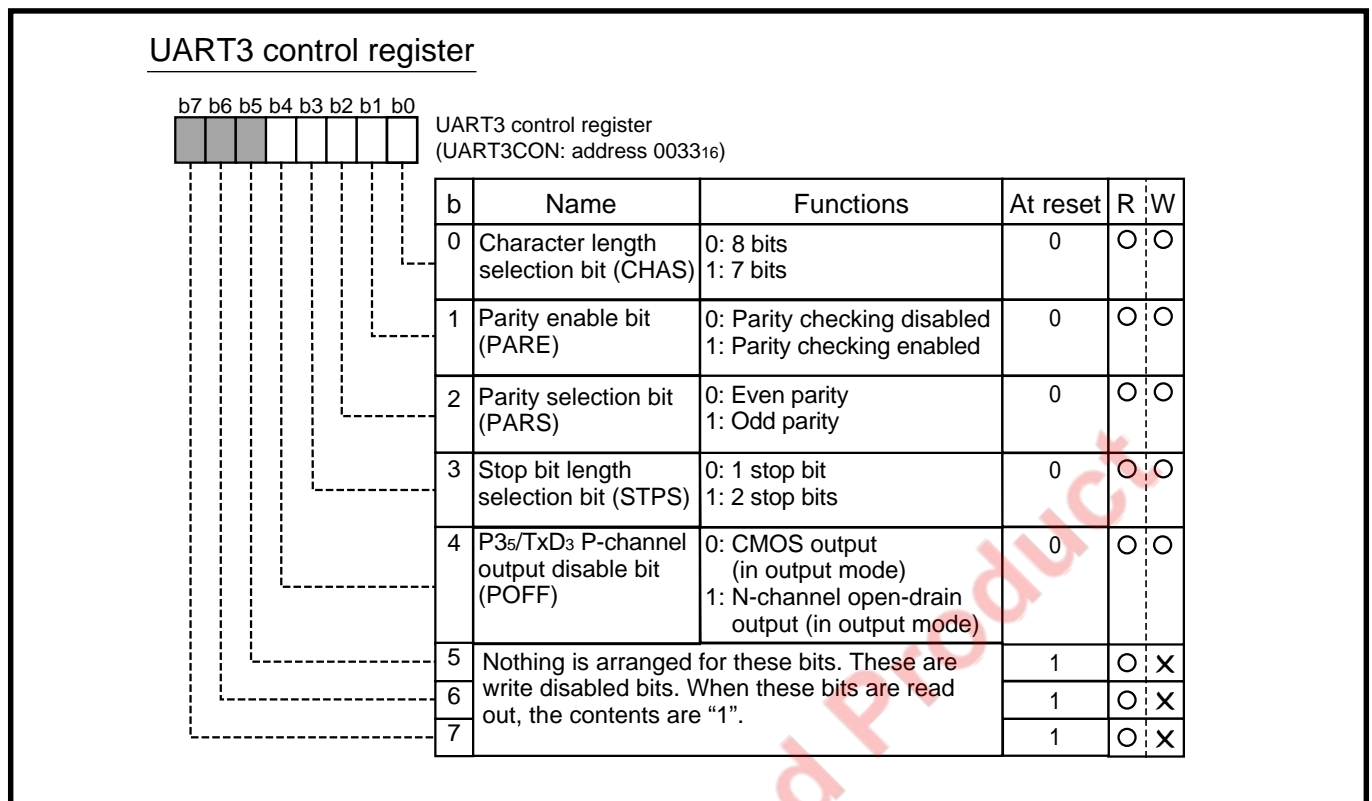 UART3 control register
b7 b6 b5 b4 b3 b2 b1 b0
UART3 control register
(UART3CON: address 003316)
b Name Functions At reset R W
0 Character length selection bit (CHAS) 0: 8 bits 1: 7 bits 0 O O
1 Parity enable bit (PARE) 0: Parity checking disabled 1: Parity checking enabled 0 O O
2 Parity selection bit (PARS) 0: Even parity 1: Odd parity 0 O O
3 Stop bit length selection bit (STPS) 0: 1 stop bit 1: 2 stop bits 0 O O
4 P35/TxD3 P-channel output disable bit (POFF) 0: CMOS output (in output mode) 1: N-channel open-drain output (in output mode) 0 O O
5 Nothing is arranged for these bits. These are 1 O X
6 write disabled bits. When these bits are read 1 O X
out, the contents are “1”.
7 1 O X
d Product